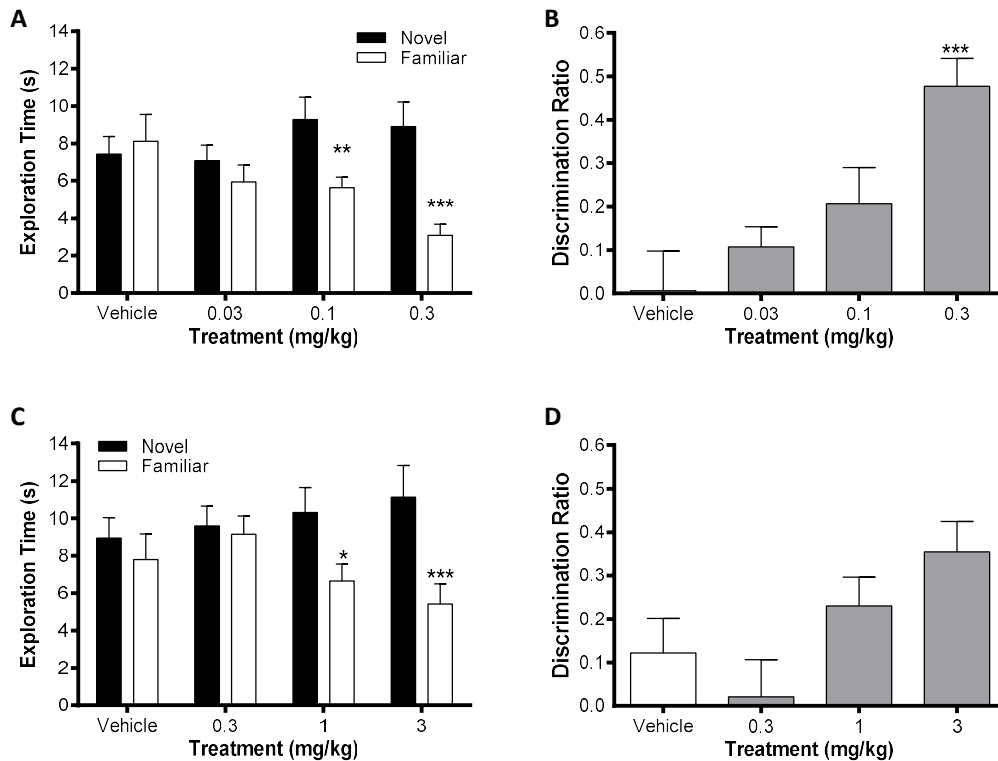 A
Exploration Time (s)
14
12
10
8
6
4
2
0
Novel
Familiar
**
***
Vehicle 0.03 0.1 0.3
Treatment (mg/kg)
B
Discrimination Ratio
0.6
0.5
0.4
0.3
0.2
0.1
0.0
***
Vehicle 0.03 0.1 0.3
Treatment (mg/kg)
C
Exploration Time (s)
14
12
10
8
6
4
2
0
Novel
Familiar
*
***
Vehicle 0.3 1 3
Treatment (mg/kg)
D
Discrimination Ratio
0.6
0.5
0.4
0.3
0.2
0.1
0.0
Vehicle 0.3 1 3
Treatment (mg/kg)